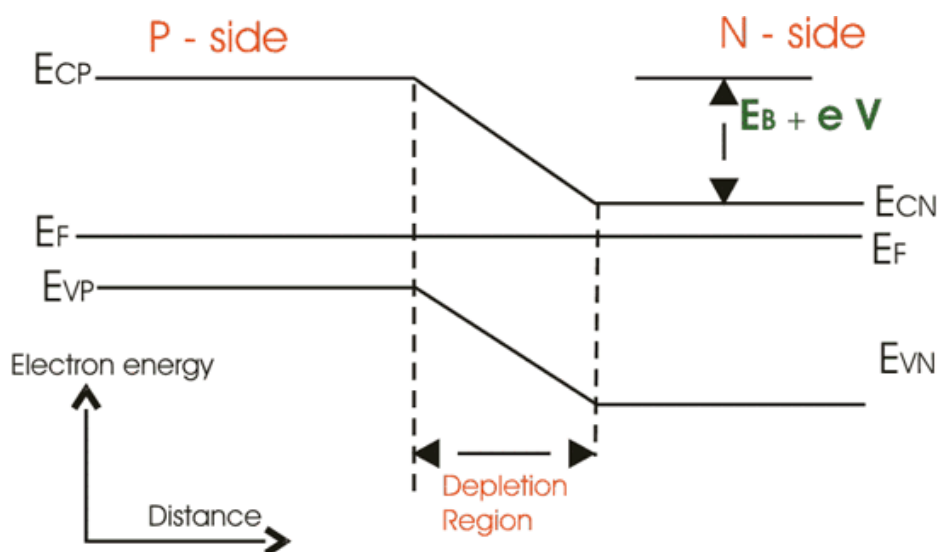 P - side
N - side
ECP
EB + e V
ECN
EF
EF
EVP
Electron energy
EVN
Depletion
Region
Distance